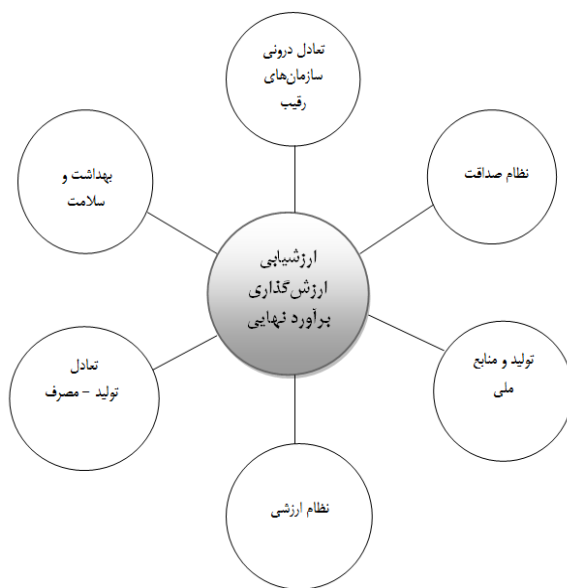 تعادل درونی
سازمان‌های
رقیب
نظام صداقت
بهداشت و
سلامت
ارزشیابی
ارزش‌گذاری
برآورد نهایی
تولید و منابع
ملی
تعادل
تولید – مصرف
نظام ارزشی